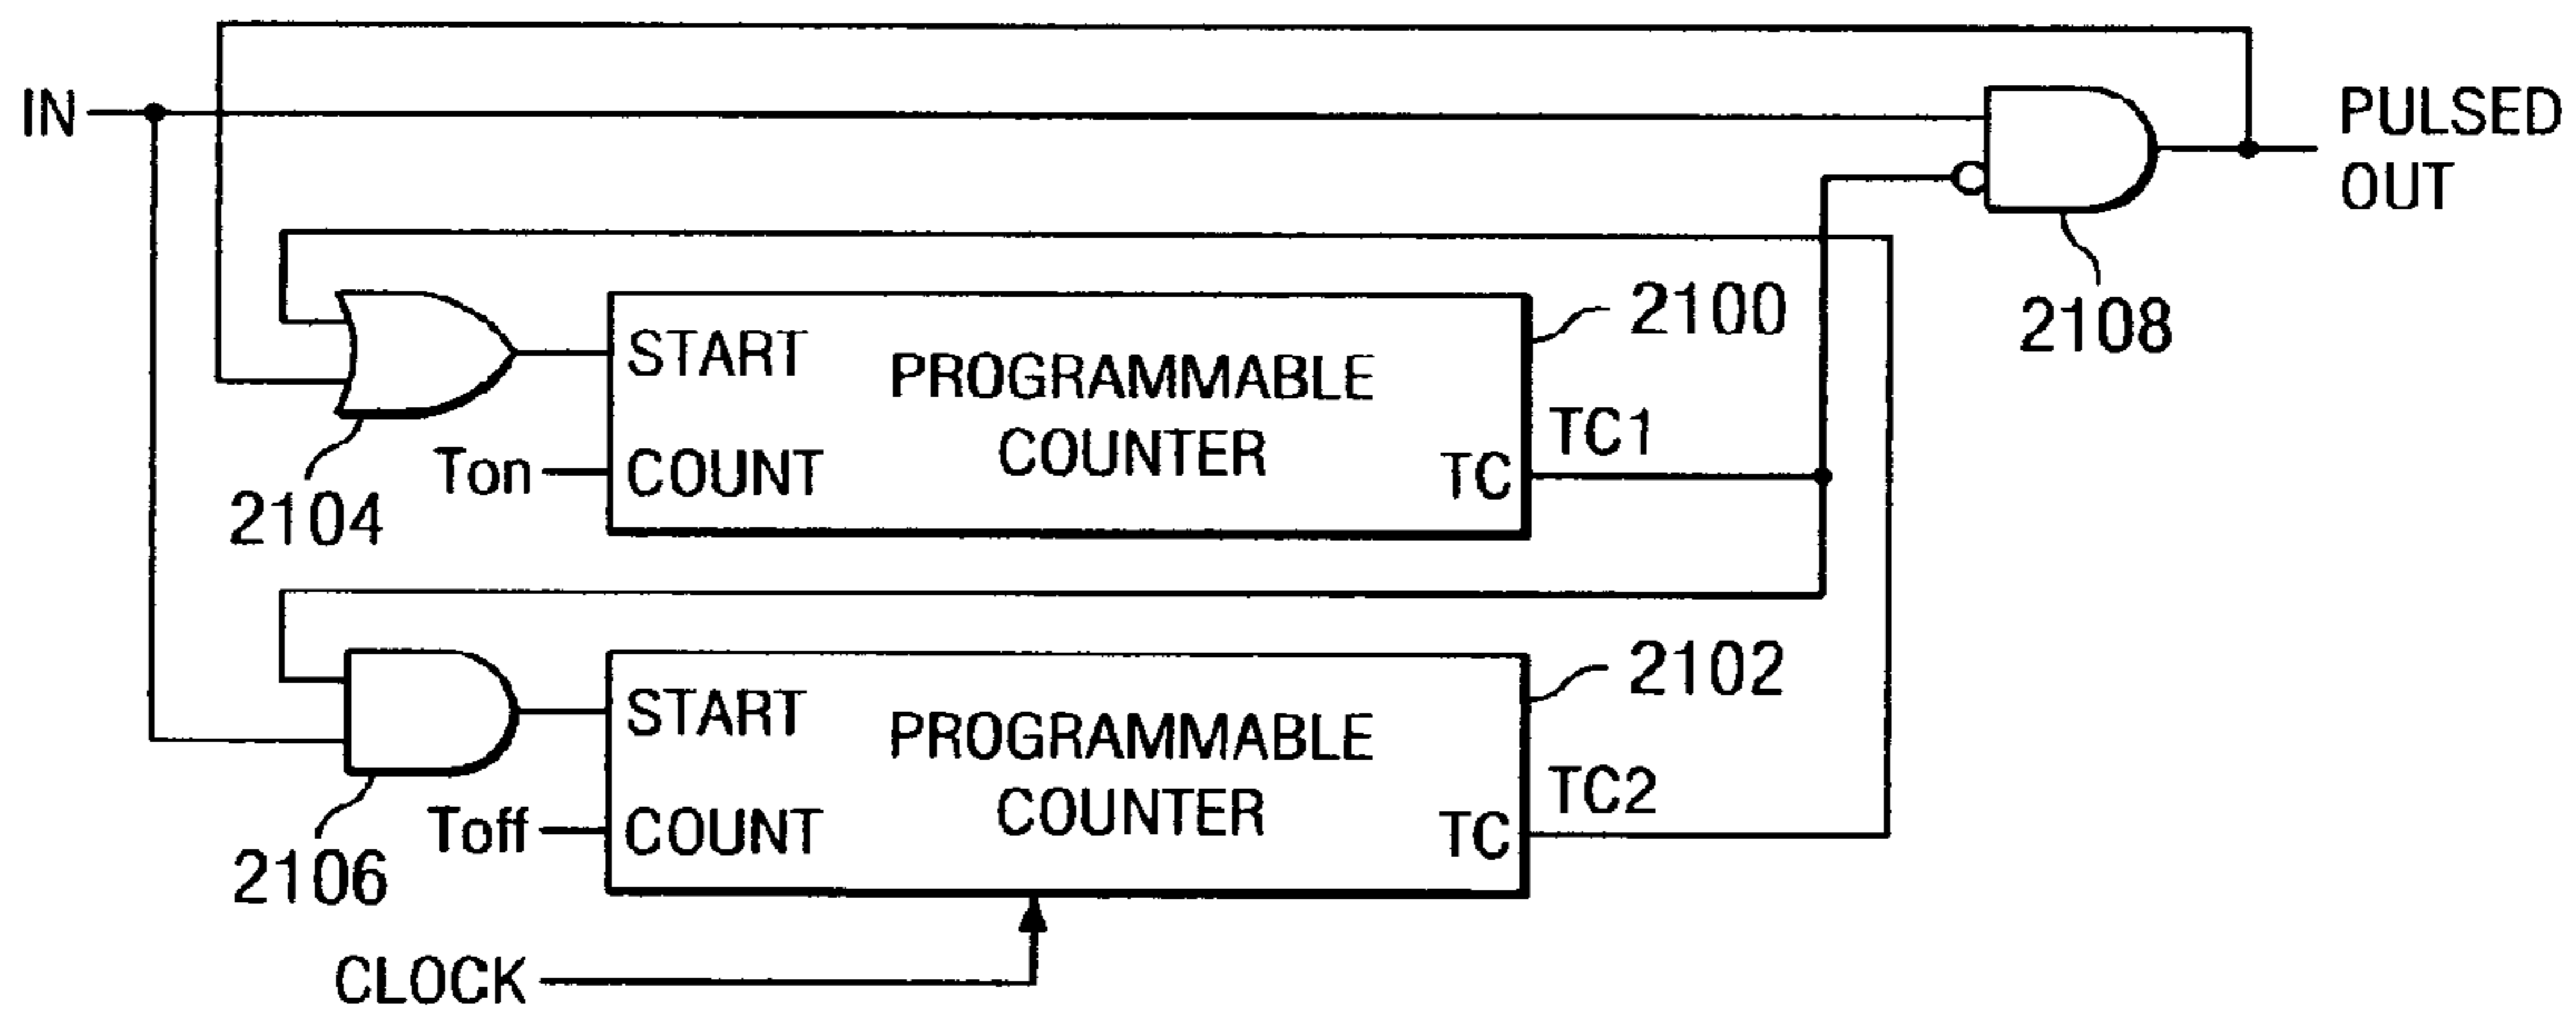 IN
PULSED
OUT
2108
START
PROGRAMMABLE
COUNTER
2100
TC1
Ton
COUNT
TC
2104
START
PROGRAMMABLE
COUNTER
2102
TC2
Toff
COUNT
TC
2106
CLOCK